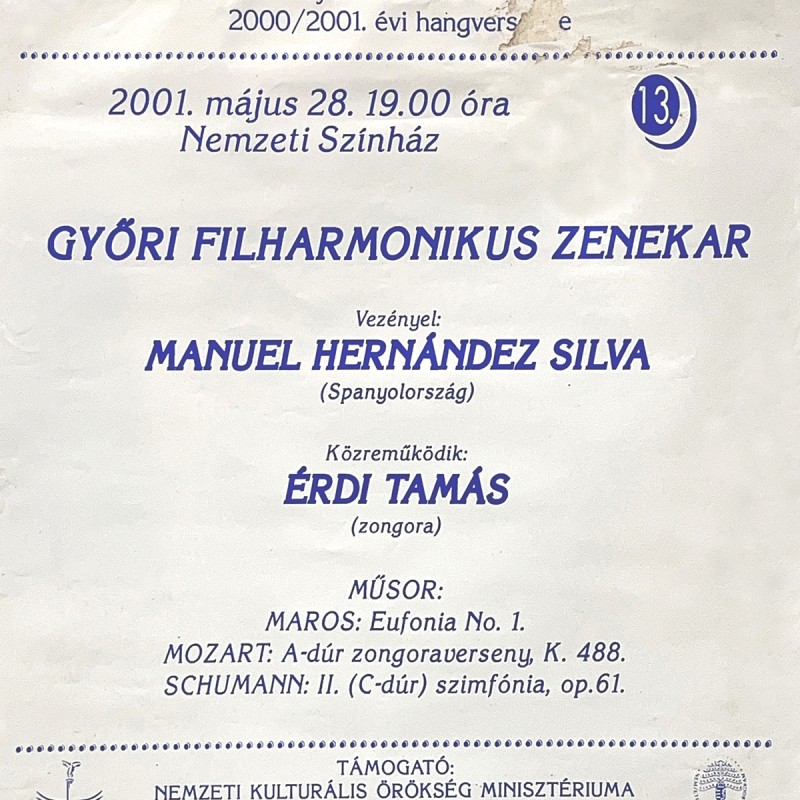 2000/2001. évi
2001. május 28. 19.00 óra
13.
Nemzeti Színház
GYŐRI FILHARMONIKUS ZENEKAR
Vezényel:
MANUEL HERNÁNDEZ SILVA
(Spanyolország)
Közreműködik:
ÉRDI TAMÁS
(zongora)
MŰSOR:
MAROS: Eufonia No. 1.
MOZART: A-dúr zongoraverseny, K. 488.
SCHUMANN: II. (C-dúr) szimfónia, op.61.
TÁMOGATÓ:
NEMZETI KULTURÁLIS ÖRÖKSÉG MINISZTÉRIUMA